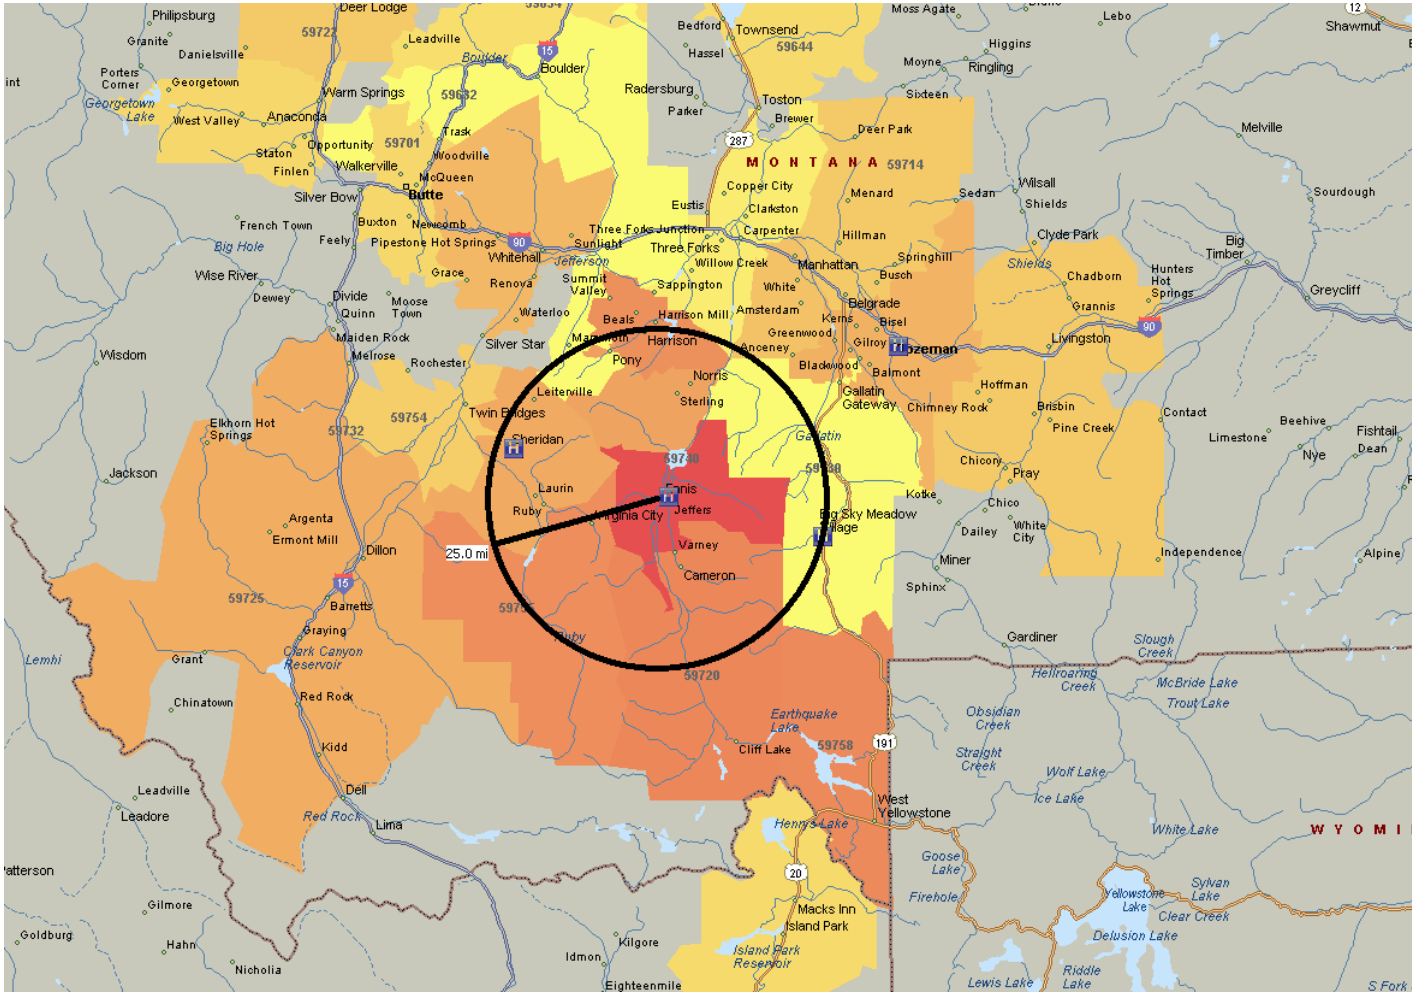 Philipsburg
Deer Lodge
59634
Bedford
Townsend
Moss Agate
Lebo
12
Shawmut
Granite
59722
Leadville
15
Hassel
59644
Higgins
Danielsville
Boulder
Boulder
Moyne
Ringling
Porters
Corner
Georgetown
Georgetown
Lake
Warm Springs
59632
Radersburg
Parker
Toston
Brewer
Sixteen
West Valley
Anaconda
Trask
287
Deer Park
Melville
Opportunity
59701
Woodville
MONTANA
59714
Staton
Finlen
Walkerville
McQueen
Copper City
Menard
Sedan
Wilsall
Sourdough
Silver Bow
Butte
Eustis
Clarkston
Shields
French Town
Buxton
Newcomb
Three Forks Junction
Carpenter
Hillman
Clyde Park
Big
Timber
Big Hole
Feely
Pipestone Hot Springs
90
Sunlight
Three Forks
Whitehall
Jefferson
Willow Creek
Manhattan
Springhill
Shields
Chadborn
Hunters
Hot
Springs
Wise River
Grace
Renova
Summit
Valley
Sappington
White
Busch
Grannis
Greycliff
Dewey
Divide
Moose
Town
Quinn
Waterloo
Beals
Harrison Mill
Amsterdam
Belgrade
Kerns
Bisel
90
Maiden Rock
Silver Star
Mammoth
Harrison
Greenwood
Gilroy
Livingston
Wisdom
Melrose
Rochester
Pony
Anceney
Blackwood
Balmont
Norris
Hoffman
Leiterville
Sterling
Gallatin
Gateway
Chimney Rock
Brisbin
Contact
Twin Bridges
59754
Pine Creek
Beehive
Elkhorn Hot
Springs
59732
Sheridan
Gallatin
Limestone
Fishtail
Nye
Dean
59740
Chicory
Jackson
Pray
Laurin
Ennis
Kotke
Chico
Ruby
Virginia City
Jeffers
Big Sky Meadow
Village
White
City
Argenta
Dailey
Ermont Mill
25.0 mi
Varney
Independence
Dillon
Miner
Alpine
Cameron
Sphinx
15
59725
Barretts
Graying
Ruby
Gardiner
Slough
Creek
Lemhi
Grant
Clark Canyon
Reservoir
59720
Hellroaring
Creek
McBride Lake
Trout Lake
Chinatown
Red Rock
Earthquake
Lake
Obsidian
Creek
Kidd
Cliff Lake
59758
191
Straight
Creek
Wolf Lake
Leadville
Dell
West
Yellowstone
Ice Lake
Leadore
Red Rock
Lima
Henrys Lake
White Lake
WYOMI
Patterson
20
Goose
Lake
Firehole
Yellowstone
Lake
Sylvan
Lake
Gilmore
Macks Inn
Island Park
Clear Creek
Goldburg
Hahn
Kilgore
Delusion Lake
Nicholia
Idmon
Island Park
Reservoir
Riddle
Lake
Eighteenmile
Lewis Lake
S Fork